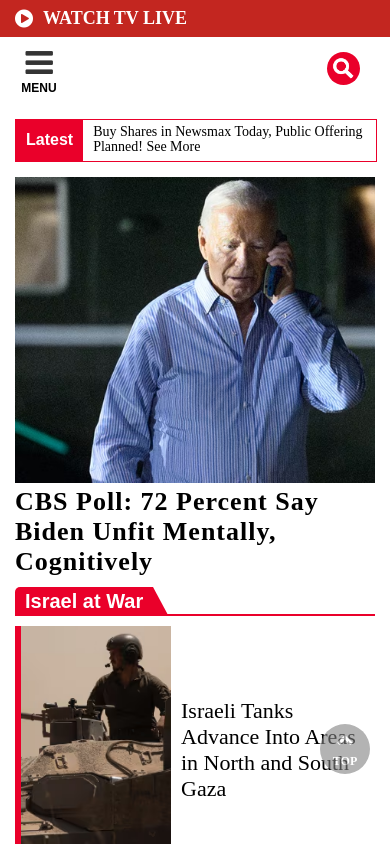 WATCH TV LIVE
MENU
Latest
Buy Shares in Newsmax Today, Public Offering
Planned! See More
CBS Poll: 72 Percent Say
Biden Unfit Mentally,
Cognitively
Israel at War
Israeli Tanks
Advance Into Areas
in North and South
Gaza
TOP